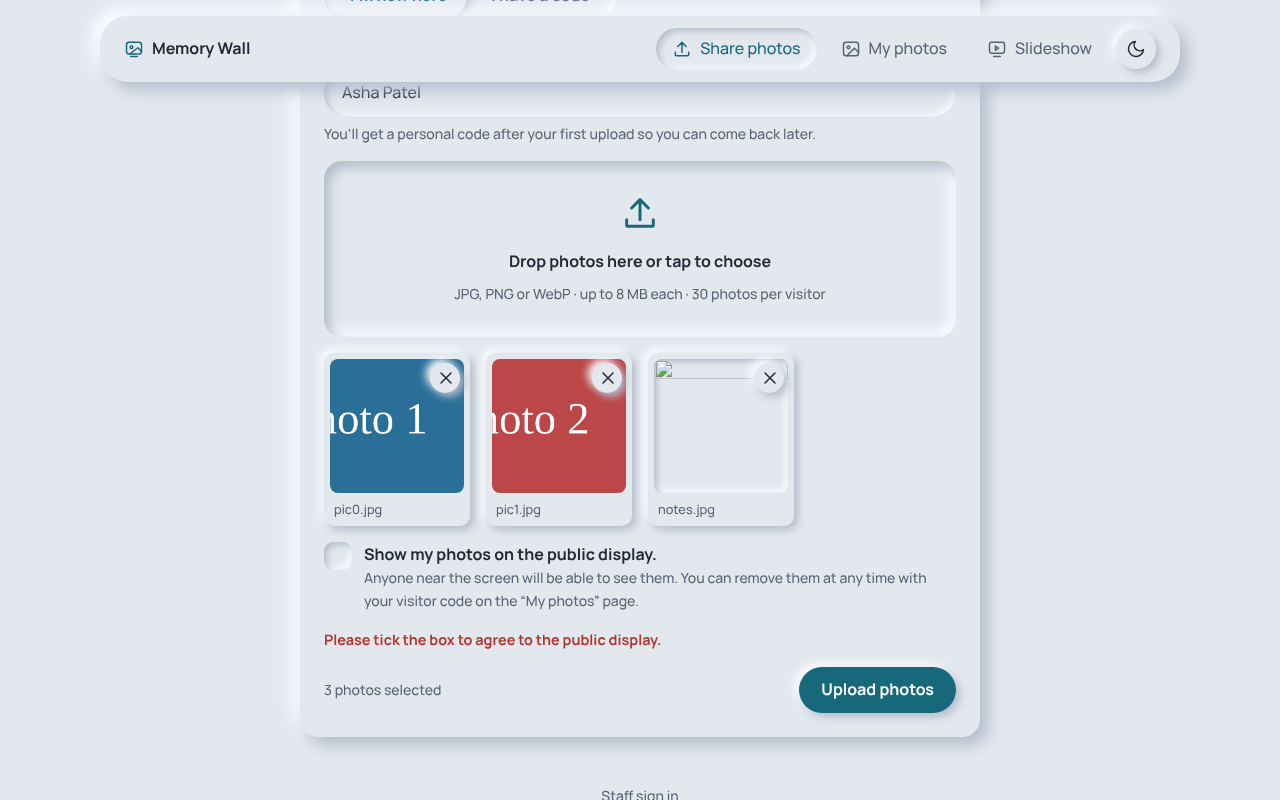 Memory Wall
Share photos
My photos
Slideshow
Asha Patel
You'll get a personal code after your first upload so you can come back later.
Drop photos here or tap to choose
JPG, PNG or WebP · up to 8 MB each · 30 photos per visitor
hoto 1
hoto 2
pic0.jpg
pic1.jpg
notes.jpg
Show my photos on the public display.
Anyone near the screen will be able to see them. You can remove them at any time with
your visitor code on the “My photos” page.
Please tick the box to agree to the public display.
3 photos selected
Upload photos
Staff sign in